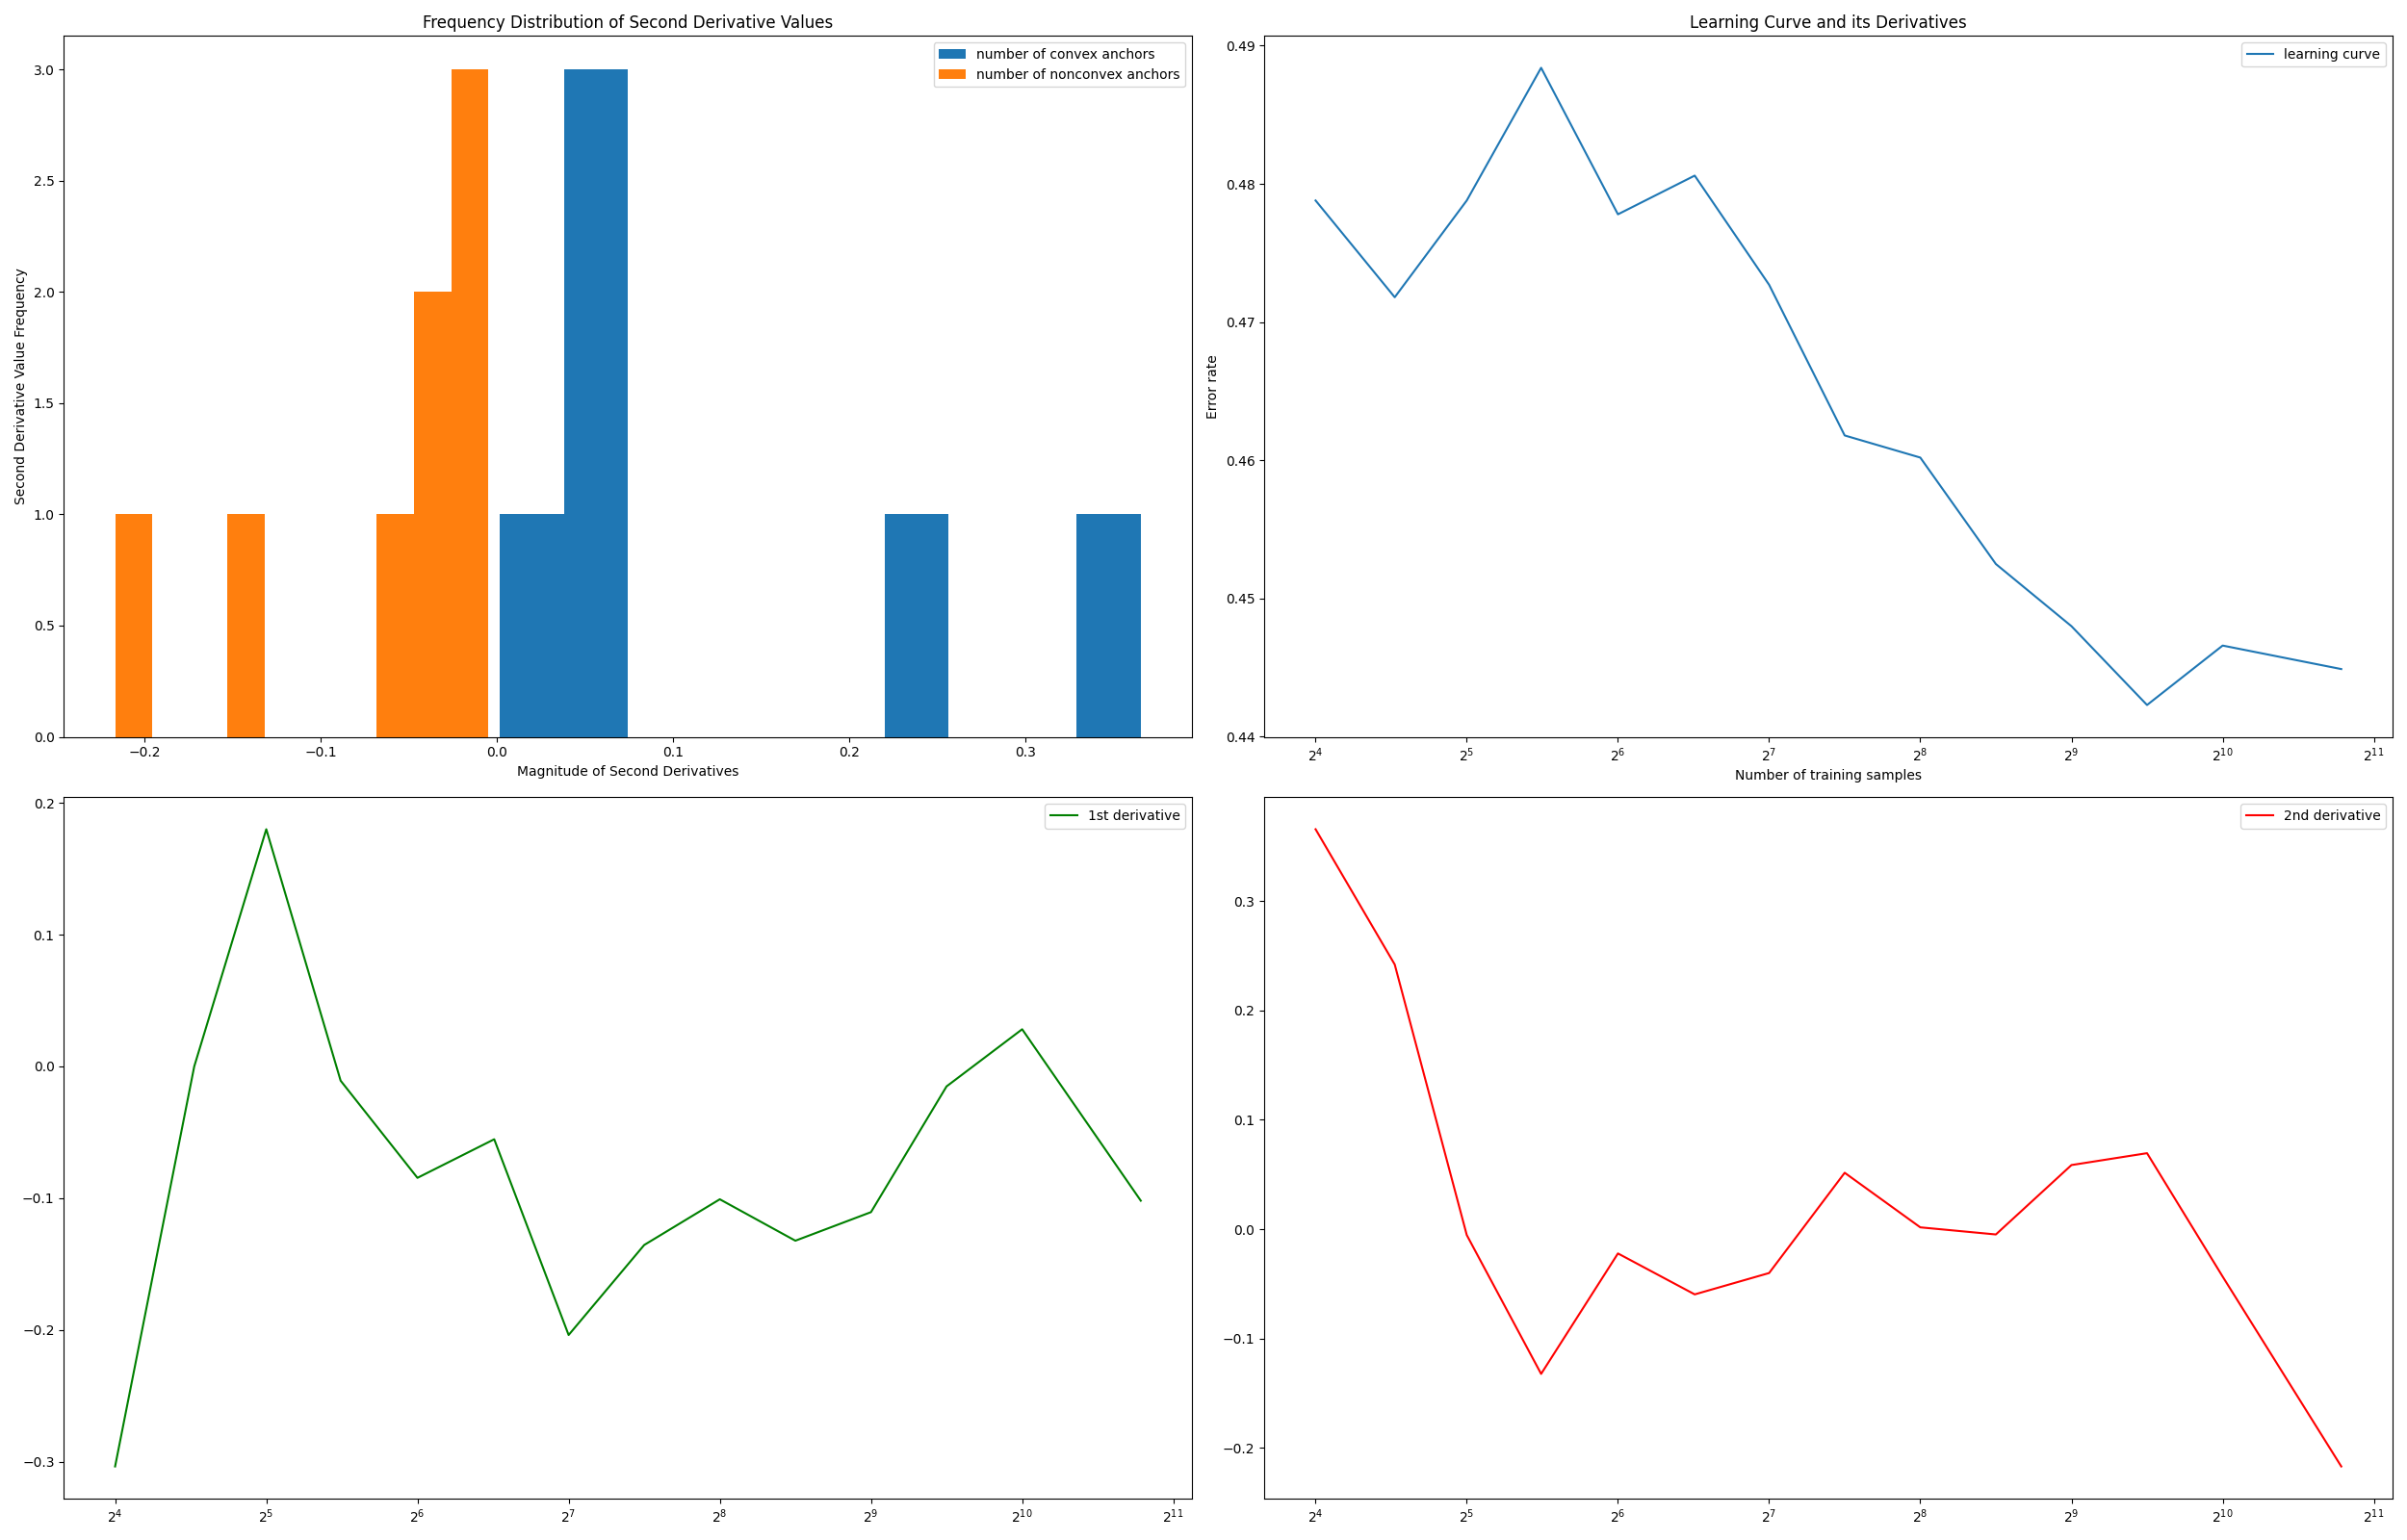 Frequency Distribution of Second Derivative Values
number of convex anchors
number of nonconvex anchors
Second Derivative Value Frequency
3.0
2.5
2.0
1.5
1.0
0.5
0.0
−0.2 −0.1 0.0 0.1 0.2 0.3
Magnitude of Second Derivatives
Learning Curve and its Derivatives
learning curve
Error rate
0.49
0.48
0.47
0.46
0.45
0.44
2^4 2^5 2^6 2^7 2^8 2^9 2^10 2^11
Number of training samples
1st derivative
0.2
0.1
0.0
−0.1
−0.2
−0.3
2^4 2^5 2^6 2^7 2^8 2^9 2^10 2^11
2nd derivative
0.3
0.2
0.1
0.0
−0.1
−0.2
2^4 2^5 2^6 2^7 2^8 2^9 2^10 2^11